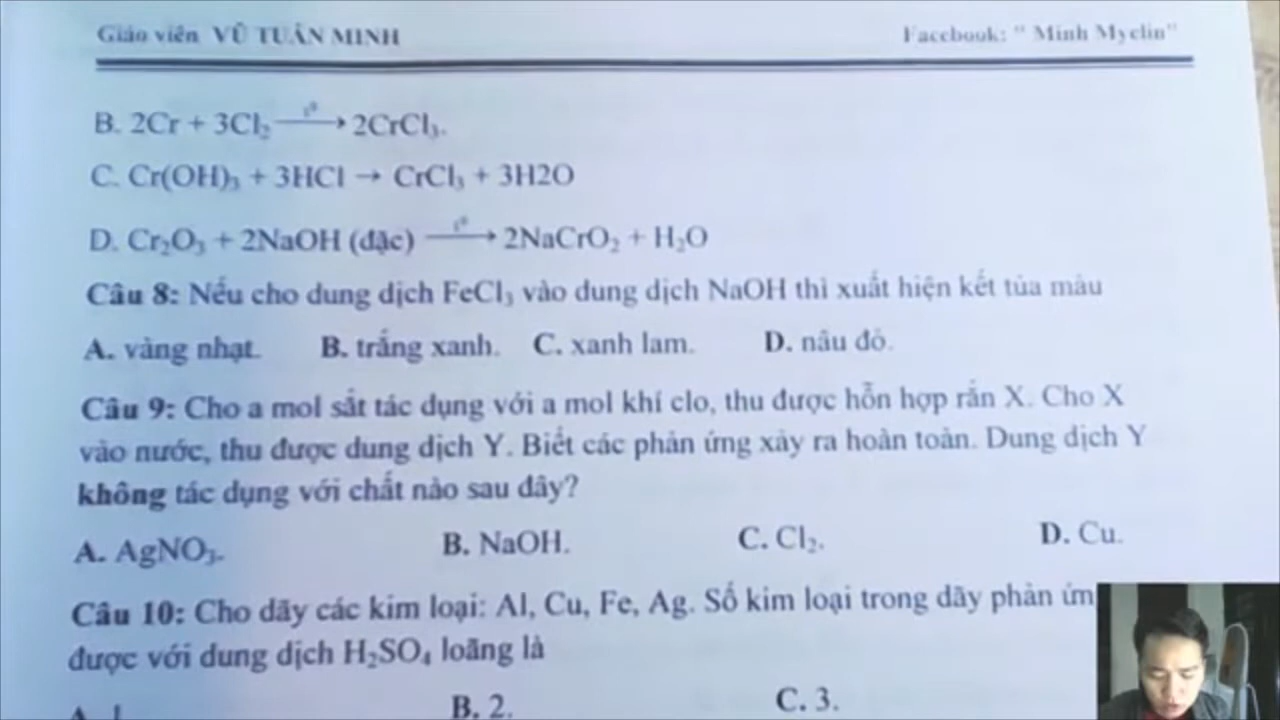 Giáo viên VŨ TUẤN MINH
Facebook: " Minh Myelin"
B. 2Cr + 3Cl₂ —t⁰→ 2CrCl₃.
C. Cr(OH)₃ + 3HCl → CrCl₃ + 3H2O
D. Cr₂O₃ + 2NaOH (đặc) —t⁰→ 2NaCrO₂ + H₂O
Câu 8: Nếu cho dung dịch FeCl₃ vào dung dịch NaOH thì xuất hiện kết tủa màu
A. vàng nhạt. B. trắng xanh. C. xanh lam. D. nâu đỏ.
Câu 9: Cho a mol sắt tác dụng với a mol khí clo, thu được hỗn hợp rắn X. Cho X
vào nước, thu được dung dịch Y. Biết các phản ứng xảy ra hoàn toàn. Dung dịch Y
không tác dụng với chất nào sau đây?
A. AgNO₃. B. NaOH. C. Cl₂. D. Cu.
Câu 10: Cho dãy các kim loại: Al, Cu, Fe, Ag. Số kim loại trong dãy phản
được với dung dịch H₂SO₄ loãng là
A. 1. B. 2. C. 3.